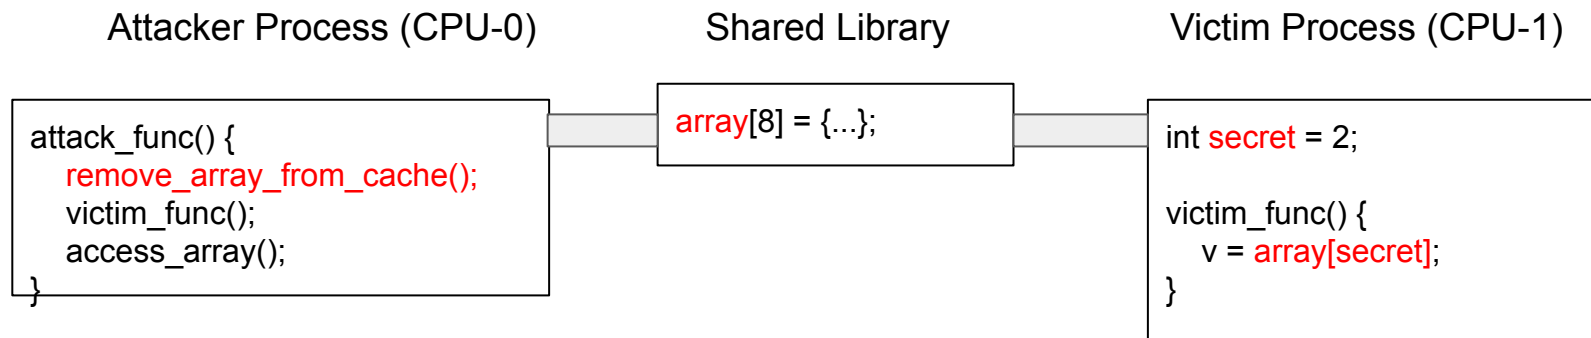 Attacker Process (CPU-0)
Shared Library
Victim Process (CPU-1)
attack_func() {
remove_array_from_cache();
victim_func();
access_array();
}
array[8] = {...};
int secret = 2;
victim_func() {
v = array[secret];
}